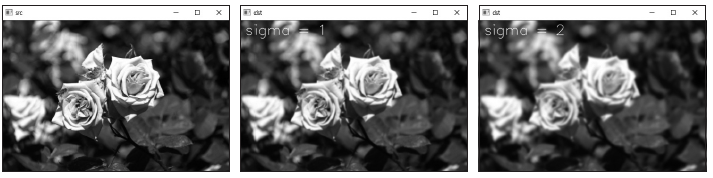 src
dst
dst
sigma = 1
sigma = 2